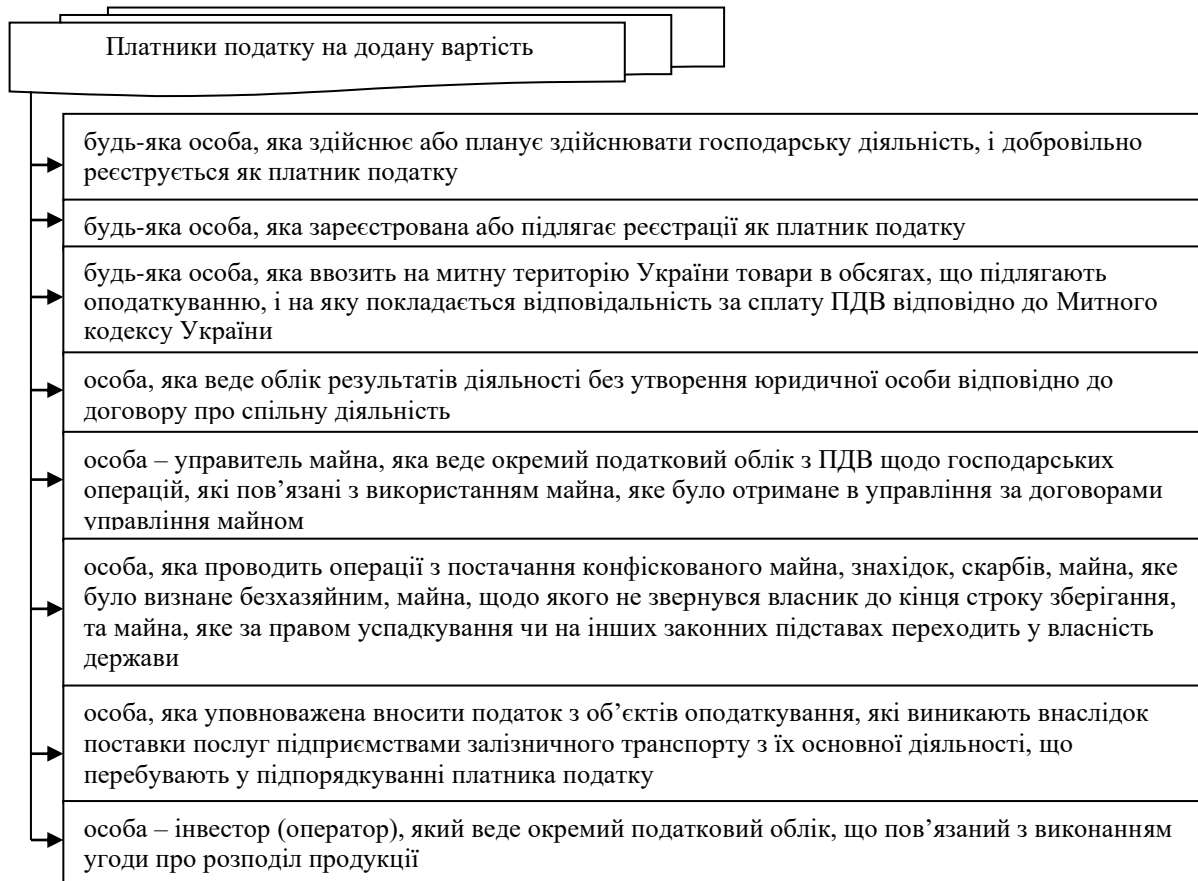 Платники податку на додану вартість
будь-яка особа, яка здійснює або планує здійснювати господарську діяльність, і добровільно
реєструється як платник податку
будь-яка особа, яка зареєстрована або підлягає реєстрації як платник податку
будь-яка особа, яка ввозить на митну територію України товари в обсягах, що підлягають
оподаткуванню, і на яку покладається відповідальність за сплату ПДВ відповідно до Митного
кодексу України
особа, яка веде облік результатів діяльності без утворення юридичної особи відповідно до
договору про спільну діяльність
особа – управитель майна, яка веде окремий податковий облік з ПДВ щодо господарських
операцій, які пов’язані з використанням майна, яке було отримане в управління за договорами
управління майном
особа, яка проводить операції з постачання конфіскованого майна, знахідок, скарбів, майна, яке
було визнане безхазяйним, майна, щодо якого не звернувся власник до кінця строку зберігання,
та майна, яке за правом успадкування чи на інших законних підставах переходить у власність
держави
особа, яка уповноважена вносити податок з об’єктів оподаткування, які виникають внаслідок
поставки послуг підприємствами залізничного транспорту з їх основної діяльності, що
перебувають у підпорядкуванні платника податку
особа – інвестор (оператор), який веде окремий податковий облік, що пов’язаний з виконанням
угоди про розподіл продукції